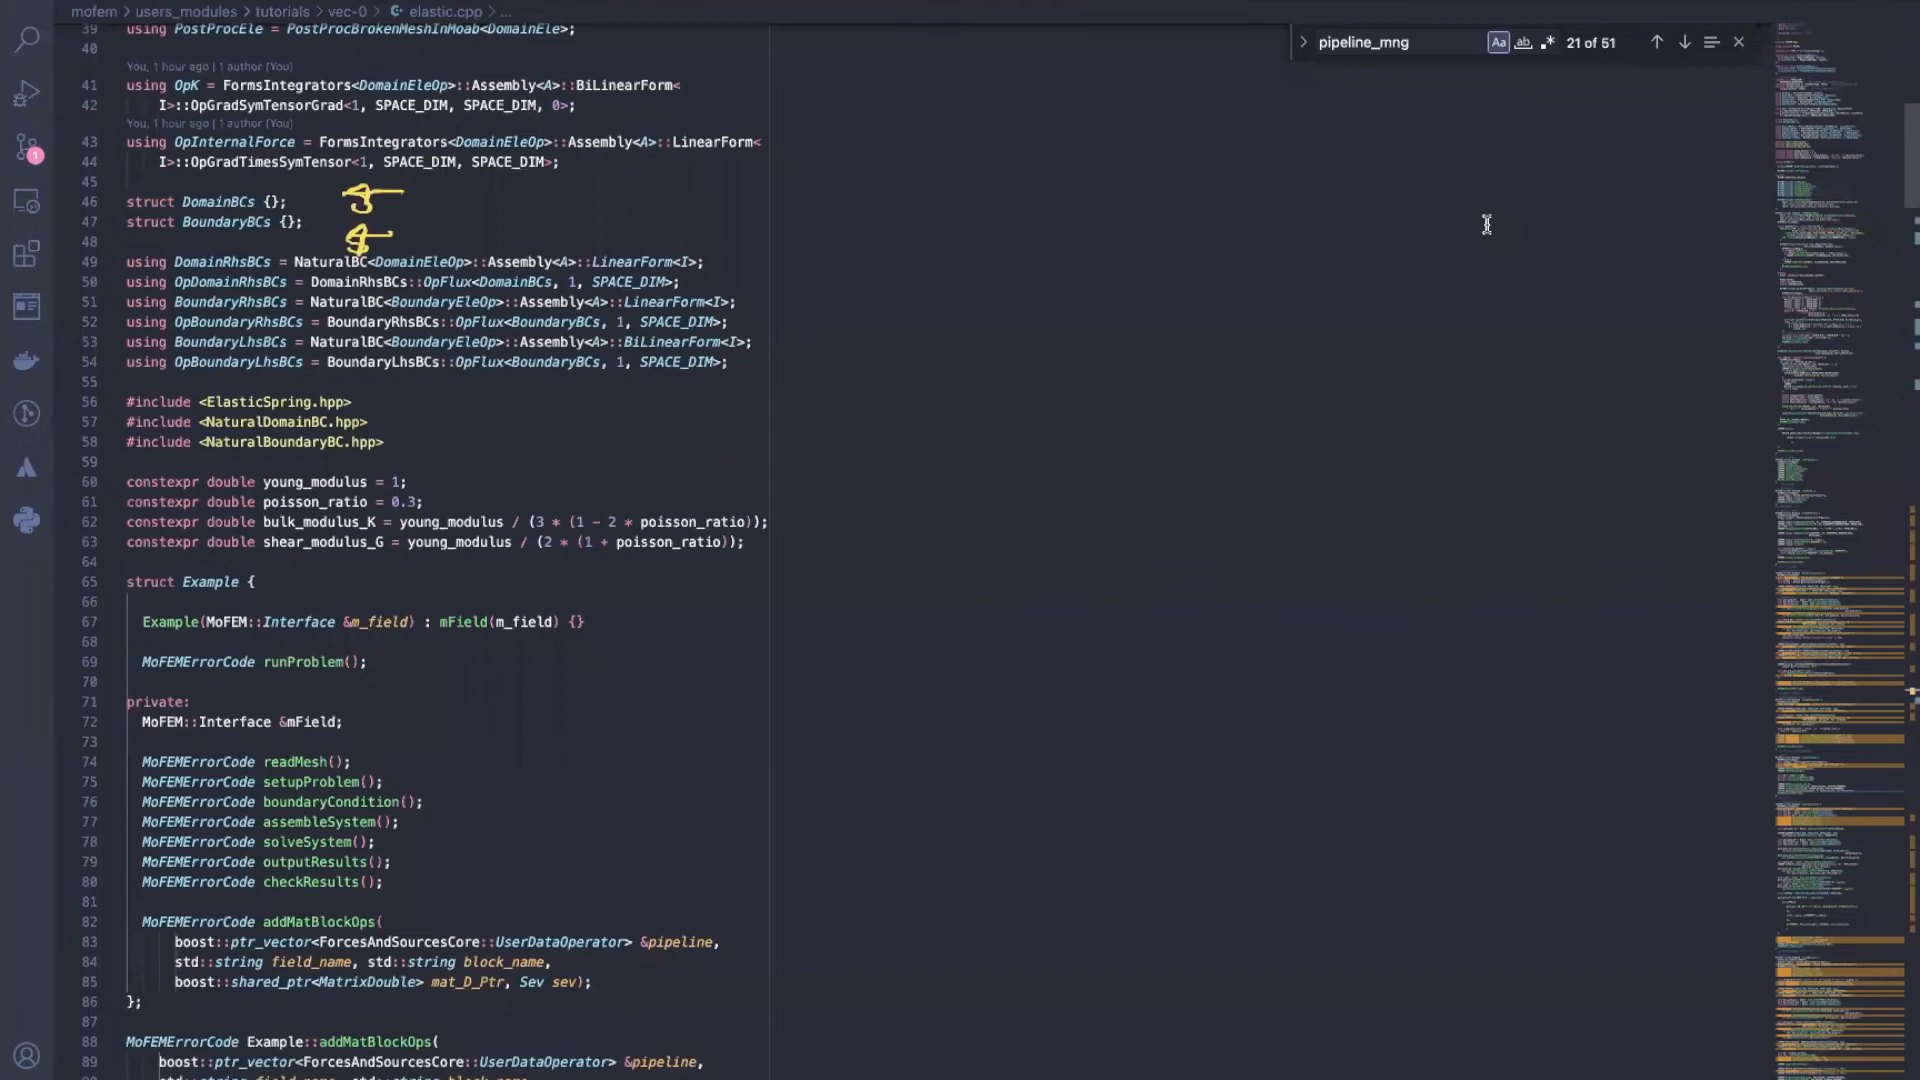 mofem > users_modules > tutorials > vec-0 > elastic.cpp > ...
pipeline_mng
Aa
ab
.*
21 of 51
1
39 using PostProcEle = PostProcBrokenMeshInMoab<DomainEle>;
40
You, 1 hour ago | 1 author (You)
41 using OpK = FormsIntegrators<DomainEleOp>::Assembly<A>::BiLinearForm<
42 I>::OpGradSymTensorGrad<1, SPACE_DIM, SPACE_DIM, 0>;
You, 1 hour ago | 1 author (You)
43 using OpInternalForce = FormsIntegrators<DomainEleOp>::Assembly<A>::LinearForm<
44 I>::OpGradTimesSymTensor<1, SPACE_DIM, SPACE_DIM>;
45
46 struct DomainBCs {};
47 struct BoundaryBCs {};
48
49 using DomainRhsBCs = NaturalBC<DomainEleOp>::Assembly<A>::LinearForm<I>;
50 using OpDomainRhsBCs = DomainRhsBCs::OpFlux<DomainBCs, 1, SPACE_DIM>;
51 using BoundaryRhsBCs = NaturalBC<BoundaryEleOp>::Assembly<A>::LinearForm<I>;
52 using OpBoundaryRhsBCs = BoundaryRhsBCs::OpFlux<BoundaryBCs, 1, SPACE_DIM>;
53 using BoundaryLhsBCs = NaturalBC<BoundaryEleOp>::Assembly<A>::BiLinearForm<I>;
54 using OpBoundaryLhsBCs = BoundaryLhsBCs::OpFlux<BoundaryBCs, 1, SPACE_DIM>;
55
56 #include <ElasticSpring.hpp>
57 #include <NaturalDomainBC.hpp>
58 #include <NaturalBoundaryBC.hpp>
59
60 constexpr double young_modulus = 1;
61 constexpr double poisson_ratio = 0.3;
62 constexpr double bulk_modulus_K = young_modulus / (3 * (1 - 2 * poisson_ratio));
63 constexpr double shear_modulus_G = young_modulus / (2 * (1 + poisson_ratio));
64
65 struct Example {
66
67 Example(MoFEM::Interface &m_field) : mField(m_field) {}
68
69 MoFEMErrorCode runProblem();
70
71 private:
72 MoFEM::Interface &mField;
73
74 MoFEMErrorCode readMesh();
75 MoFEMErrorCode setupProblem();
76 MoFEMErrorCode boundaryCondition();
77 MoFEMErrorCode assembleSystem();
78 MoFEMErrorCode solveSystem();
79 MoFEMErrorCode outputResults();
80 MoFEMErrorCode checkResults();
81
82 MoFEMErrorCode addMatBlockOps(
83 boost::ptr_vector<ForcesAndSourcesCore::UserDataOperator> &pipeline,
84 std::string field_name, std::string block_name,
85 boost::shared_ptr<MatrixDouble> mat_D_Ptr, Sev sev);
86 };
87
88 MoFEMErrorCode Example::addMatBlockOps(
89 boost::ptr_vector<ForcesAndSourcesCore::UserDataOperator> &pipeline,